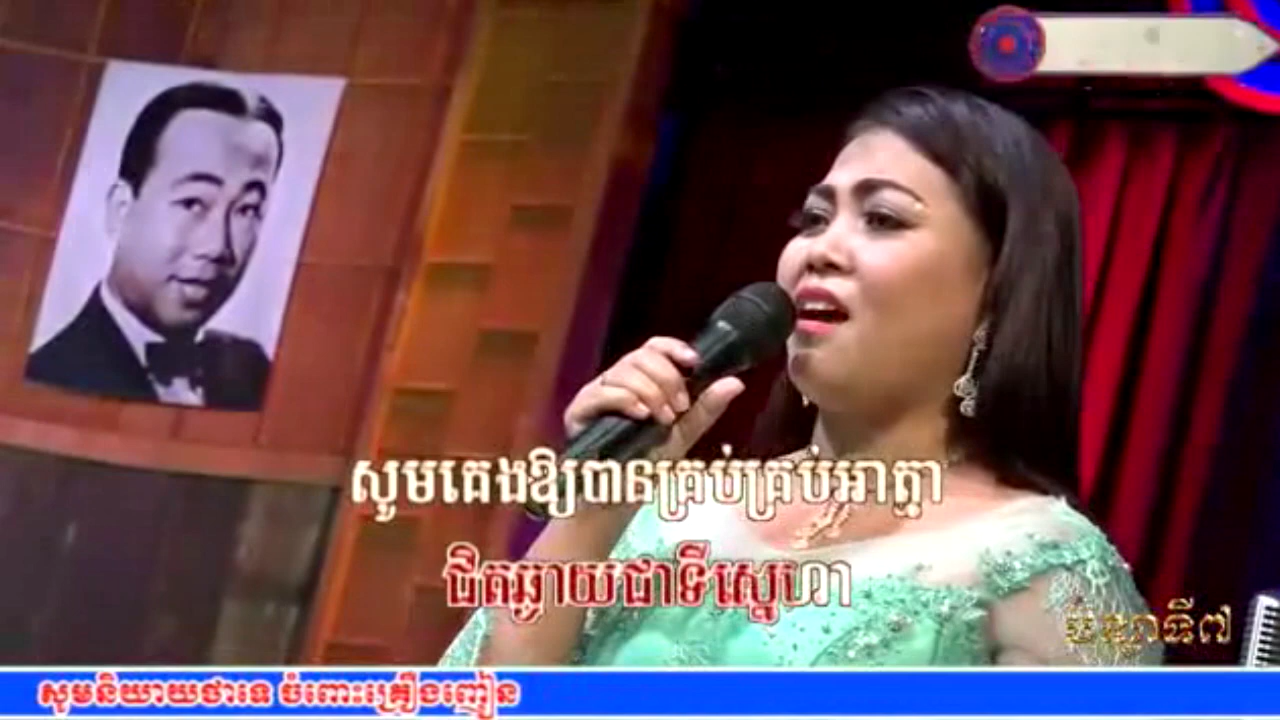 សូមគេងឱ្យបានគ្រប់គ្រប់អាត្មា
ជិតឆ្ងាយជាទីស្នេហា
សូមនិយាយថាទេ ចំពោះគ្រឿងញៀន